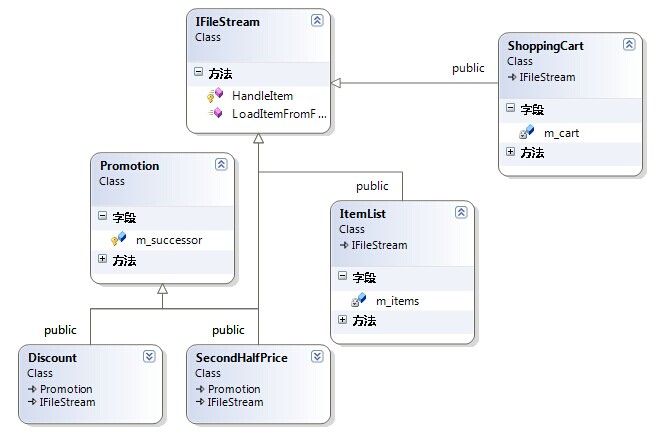 IFileStream
Class
方法
HandleItem
LoadItemFromF...
public
ShoppingCart
Class
IFileStream
字段
m_cart
方法
Promotion
Class
字段
m_successor
方法
public
ItemList
Class
IFileStream
字段
m_items
方法
public
Discount
Class
Promotion
IFileStream
public
SecondHalfPrice
Class
Promotion
IFileStream